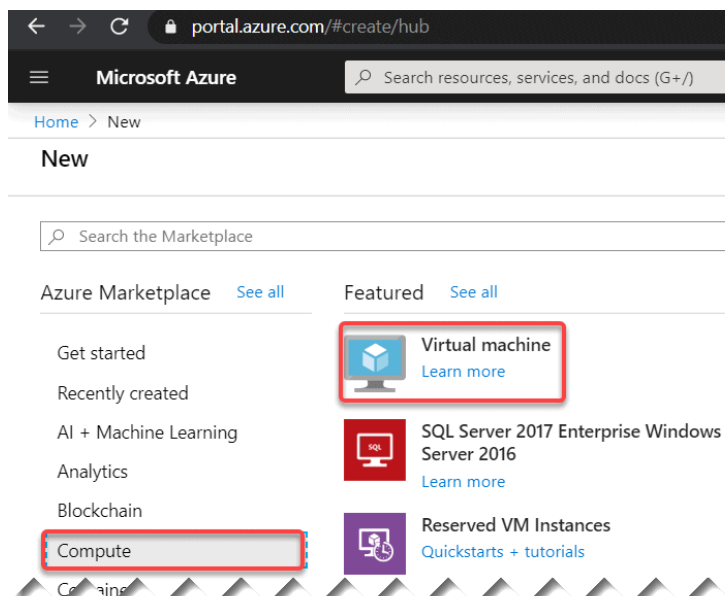 portal.azure.com/#create/hub
Microsoft Azure
Search resources, services, and docs (G+/)
Home > New
New
Search the Marketplace
Azure Marketplace See all
Get started
Recently created
AI + Machine Learning
Analytics
Blockchain
Compute
Featured See all
Virtual machine
Learn more
SQL
SQL Server 2017 Enterprise Windows
Server 2016
Learn more
Reserved VM Instances
Quickstarts + tutorials